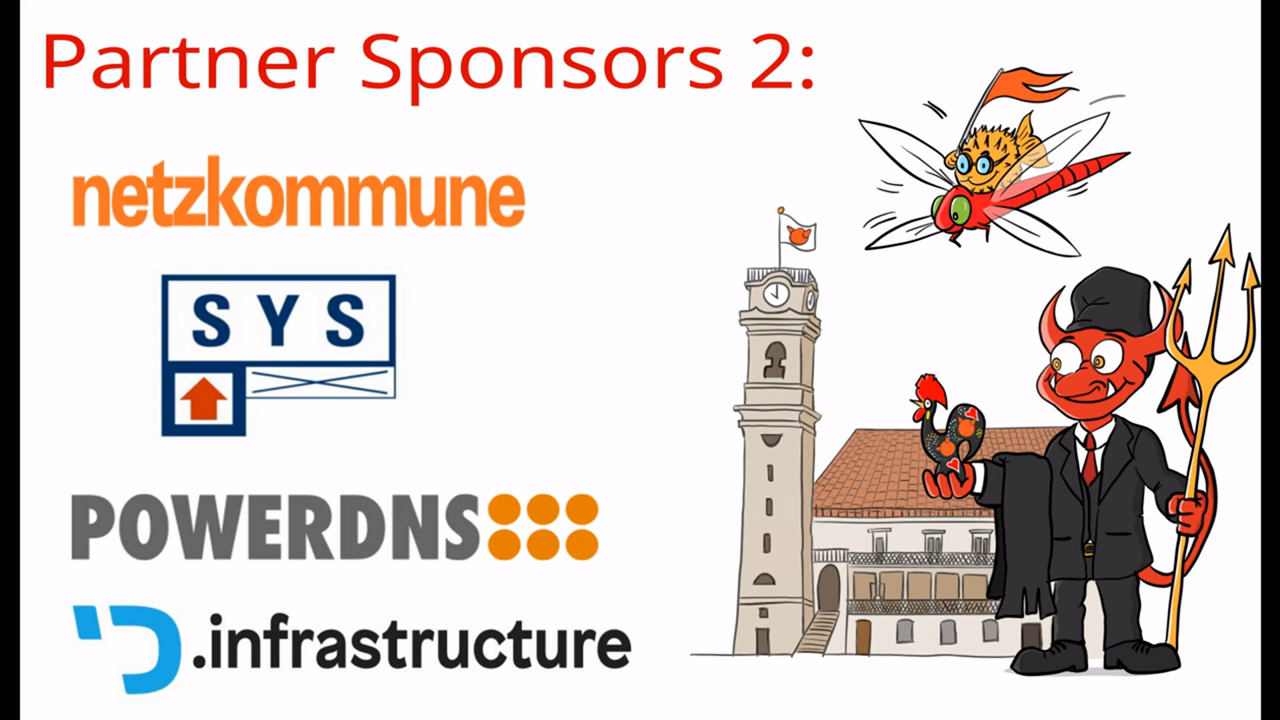 Partner Sponsors 2:
netzkommune
SYS
POWERDNS
.infrastructure